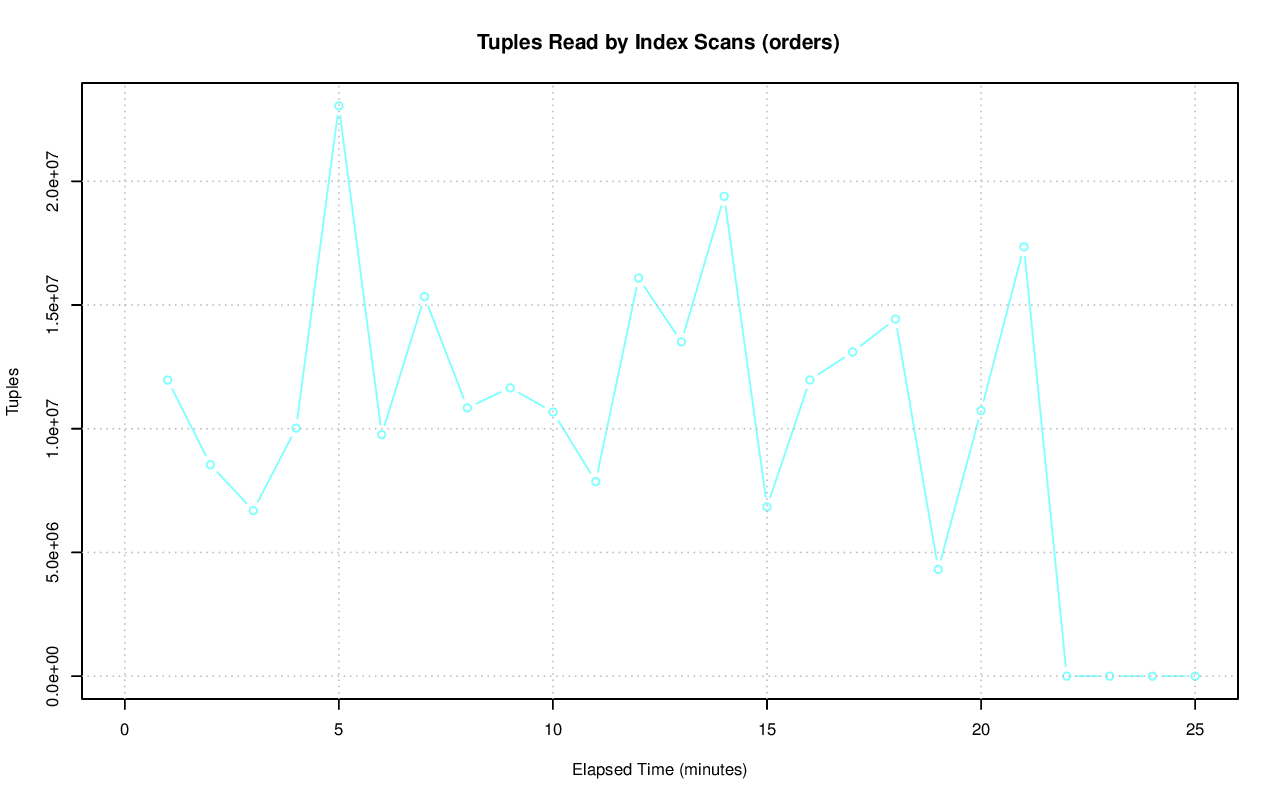 Tuples Read by Index Scans (orders)
Tuples
2.0e+07
1.5e+07
1.0e+07
5.0e+06
0.0e+00
0 5 10 15 20 25
Elapsed Time (minutes)